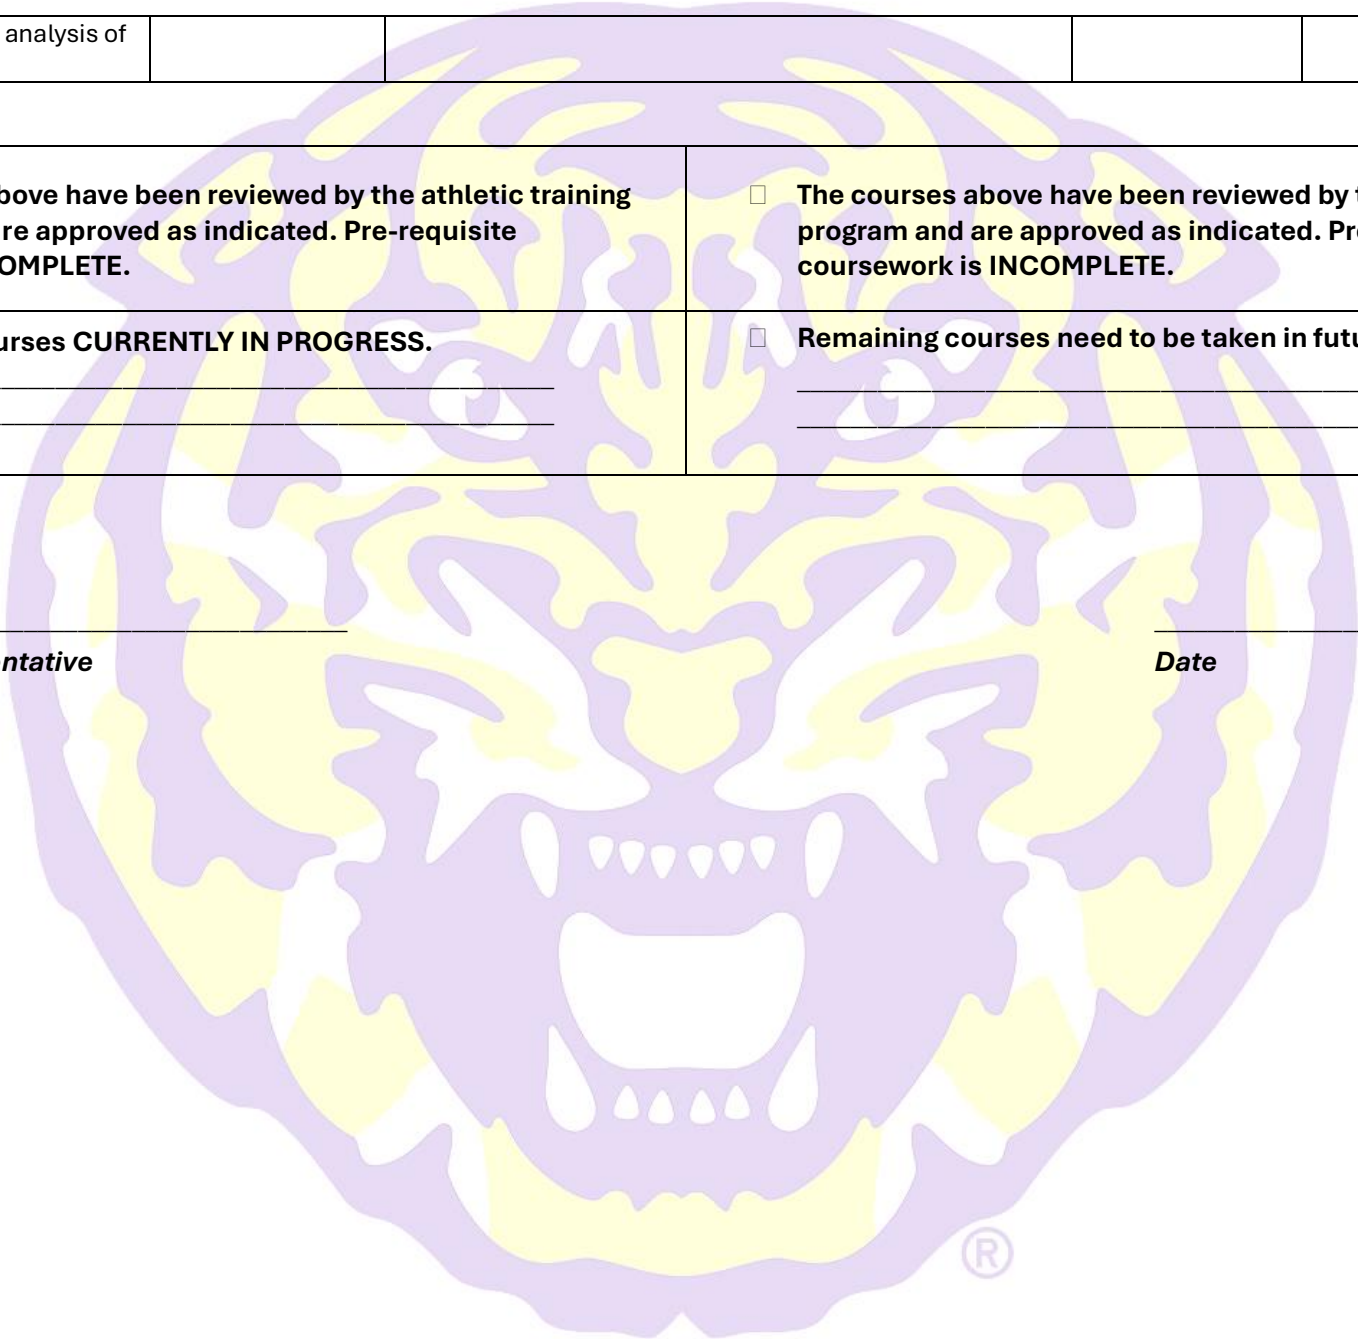 analysis of
bove have been reviewed by the athletic training
re approved as indicated. Pre-requisite
OMPLETE.
☐ The courses above have been reviewed by t
program and are approved as indicated. Pr
coursework is INCOMPLETE.
urses CURRENTLY IN PROGRESS.
☐ Remaining courses need to be taken in futu
ntative
Date
®